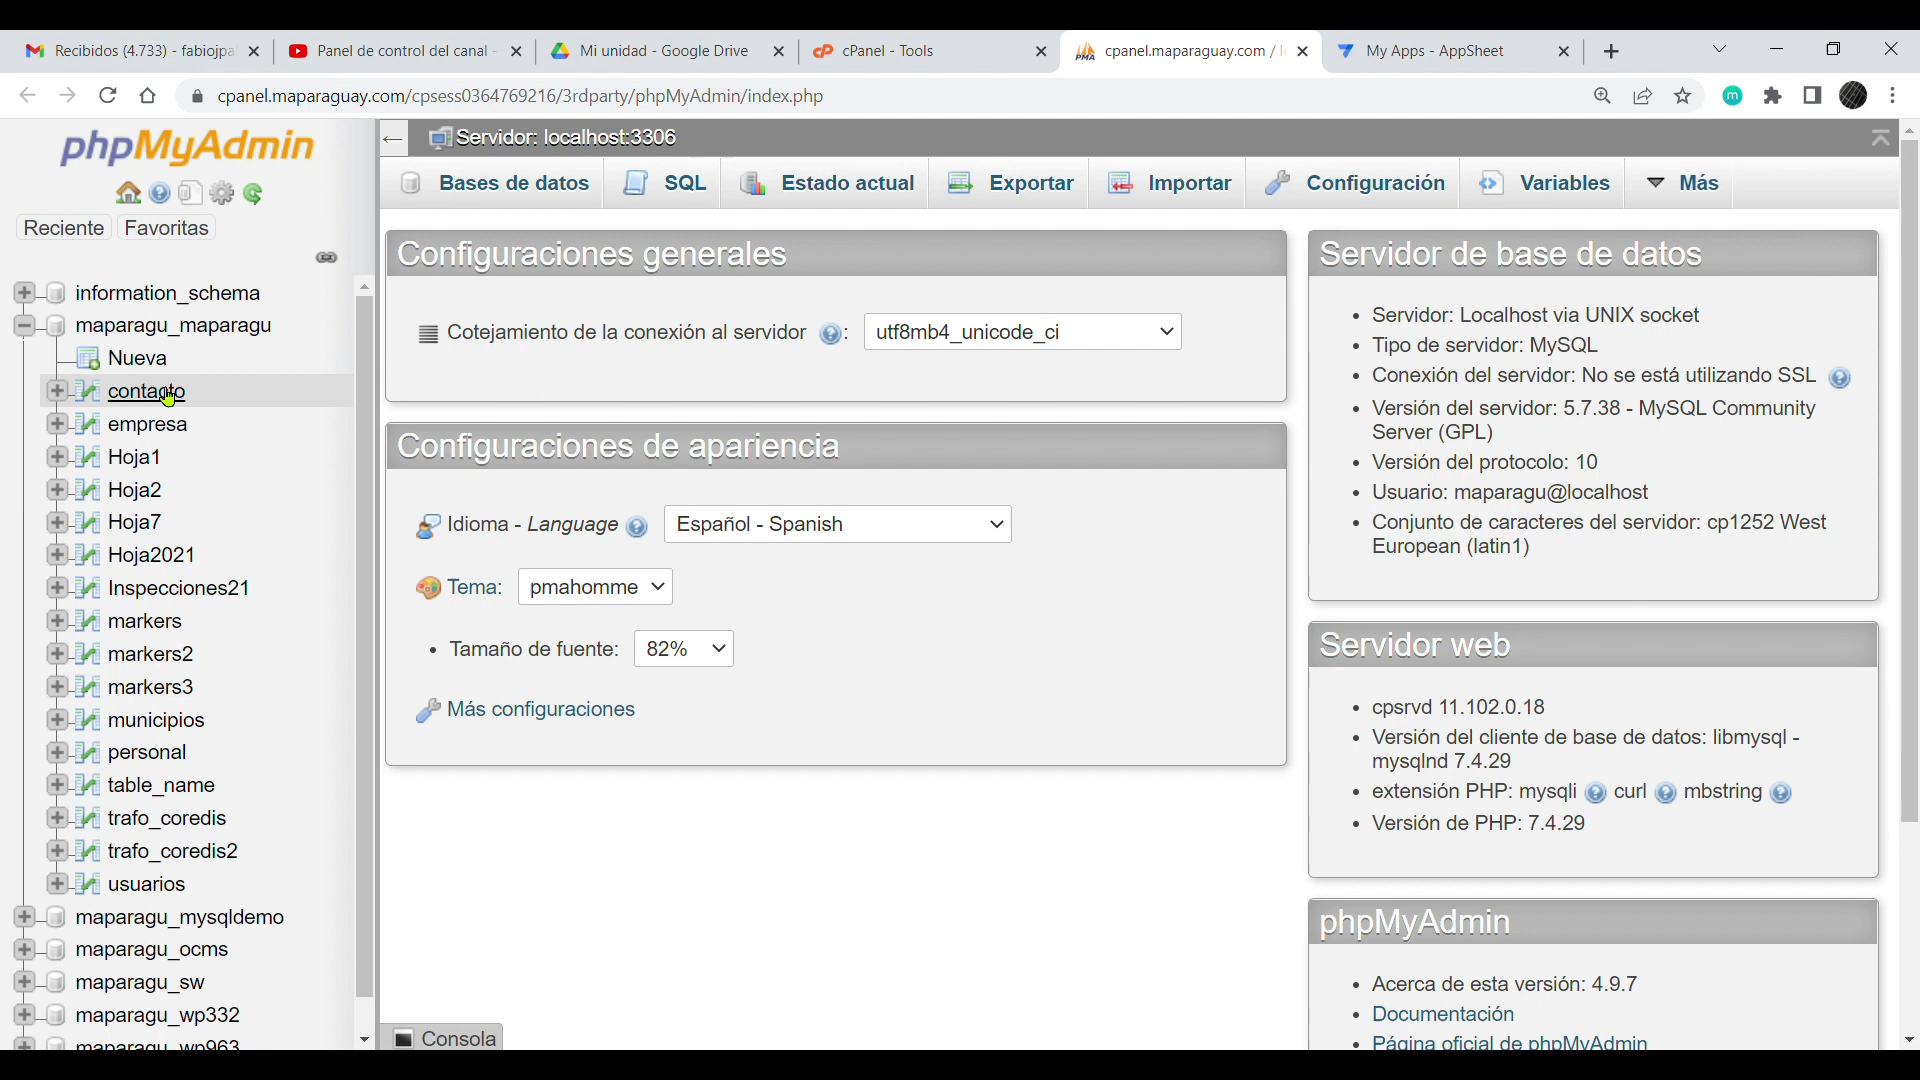 Recibidos (4.733) - fabiojpa
Panel de control del canal -
Mi unidad - Google Drive
cPanel - Tools
cpanel.maparaguay.com / l
My Apps - AppSheet
cpanel.maparaguay.com/cpsess0364769216/3rdparty/phpMyAdmin/index.php
m
phpMyAdmin
Reciente
Favoritas
information_schema
maparagu_maparagu
Nueva
contacto
empresa
Hoja1
Hoja2
Hoja7
Hoja2021
Inspecciones21
markers
markers2
markers3
municipios
personal
table_name
trafo_coredis
trafo_coredis2
usuarios
maparagu_mysqldemo
maparagu_ocms
maparagu_sw
maparagu_wp332
maparagu_wp963
Servidor: localhost:3306
Bases de datos
SQL
Estado actual
Exportar
Importar
Configuración
Variables
Más
Configuraciones generales
Cotejamiento de la conexión al servidor : utf8mb4_unicode_ci
Configuraciones de apariencia
Idioma - Language Español - Spanish
Tema: pmahomme
• Tamaño de fuente: 82%
Más configuraciones
Consola
Servidor de base de datos
• Servidor: Localhost via UNIX socket
• Tipo de servidor: MySQL
• Conexión del servidor: No se está utilizando SSL
• Versión del servidor: 5.7.38 - MySQL Community
Server (GPL)
• Versión del protocolo: 10
• Usuario: maparagu@localhost
• Conjunto de caracteres del servidor: cp1252 West
European (latin1)
Servidor web
• cpsrvd 11.102.0.18
• Versión del cliente de base de datos: libmysql -
mysqlnd 7.4.29
• extensión PHP: mysqli curl mbstring
• Versión de PHP: 7.4.29
phpMyAdmin
• Acerca de esta versión: 4.9.7
• Documentación
• Página oficial de phpMyAdmin